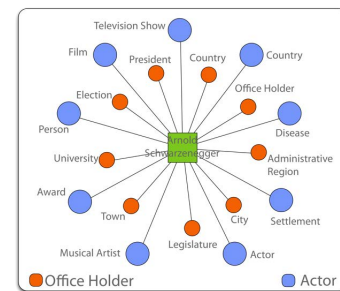 Television Show
Film
President
Country
Country
Election
Office Holder
Person
Arnold
Schwarzenegger
Disease
University
Administrative
Region
Award
Town
City
Settlement
Musical Artist
Legislature
Actor
Office Holder
Actor